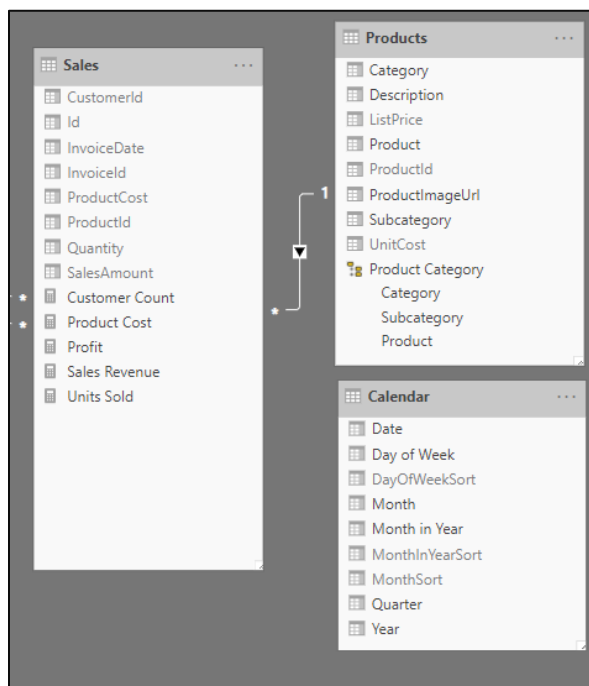 Sales
...
CustomerId
Id
InvoiceDate
InvoiceId
ProductCost
ProductId
Quantity
SalesAmount
* Customer Count
* Product Cost
Profit
Sales Revenue
Units Sold
1
*
Products
...
Category
Description
ListPrice
Product
ProductId
ProductImageUrl
Subcategory
UnitCost
Product Category
Category
Subcategory
Product
Calendar
...
Date
Day of Week
DayOfWeekSort
Month
Month in Year
MonthInYearSort
MonthSort
Quarter
Year